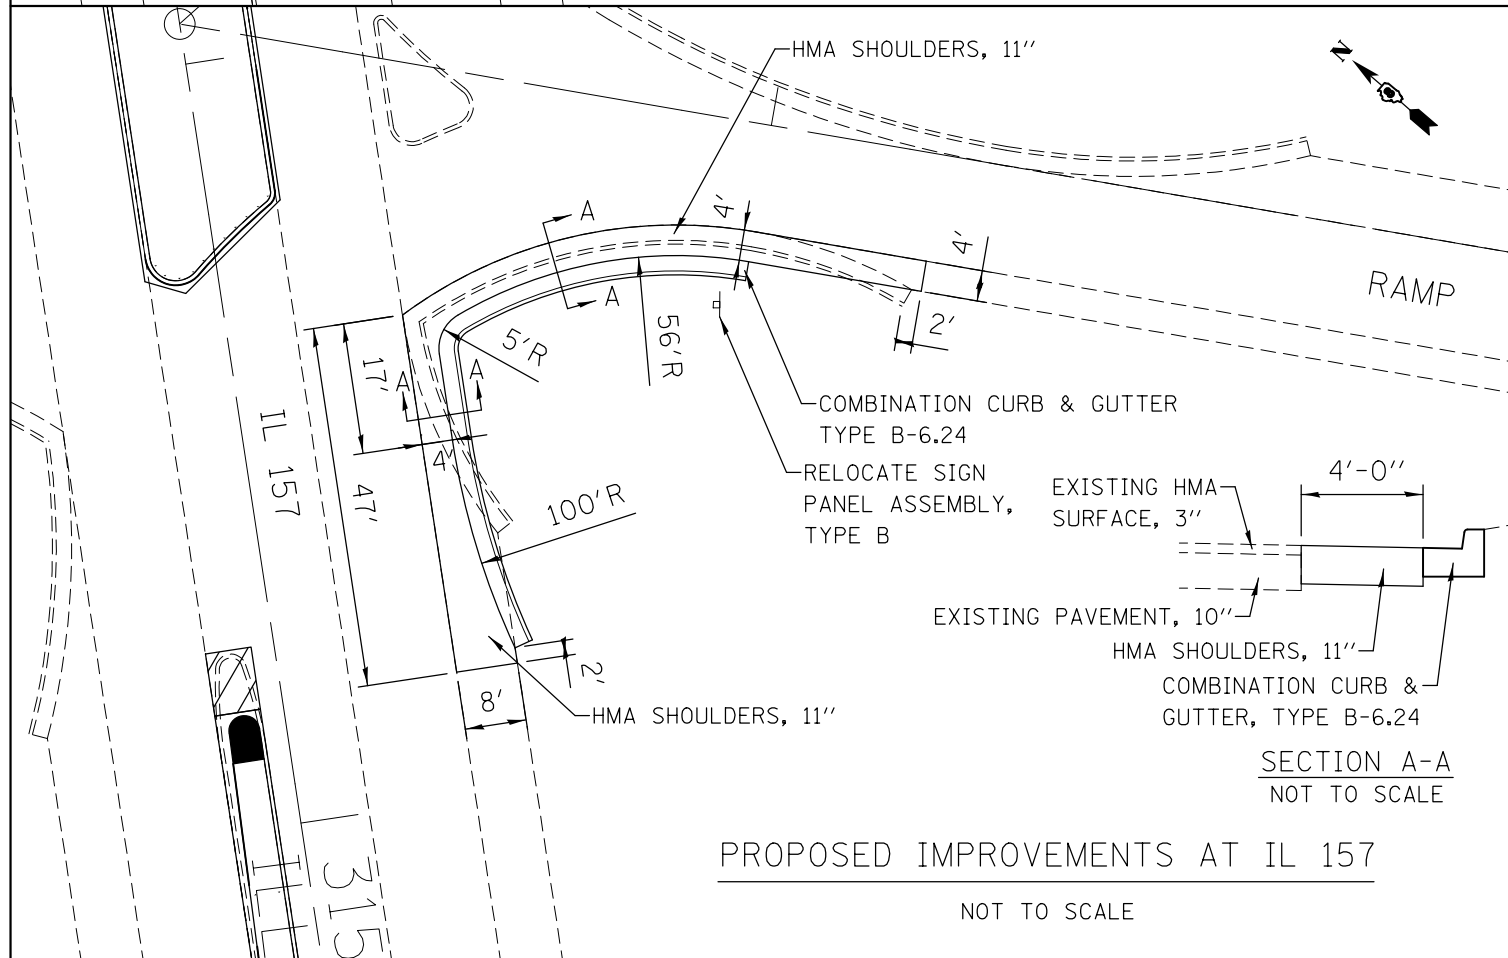 HMA SHOULDERS, 11"
N
A
4'
A
4'
RAMP
5'R
56'R
2'
17'
A
A
COMBINATION CURB & GUTTER
TYPE B-6.24
IL 157
4'
RELOCATE SIGN
PANEL ASSEMBLY,
TYPE B
47'
100'R
EXISTING HMA
SURFACE, 3"
4'-0"
EXISTING PAVEMENT, 10"
HMA SHOULDERS, 11"
COMBINATION CURB &
GUTTER, TYPE B-6.24
2'
8'
HMA SHOULDERS, 11"
SECTION A-A
NOT TO SCALE
315
PROPOSED IMPROVEMENTS AT IL 157
NOT TO SCALE